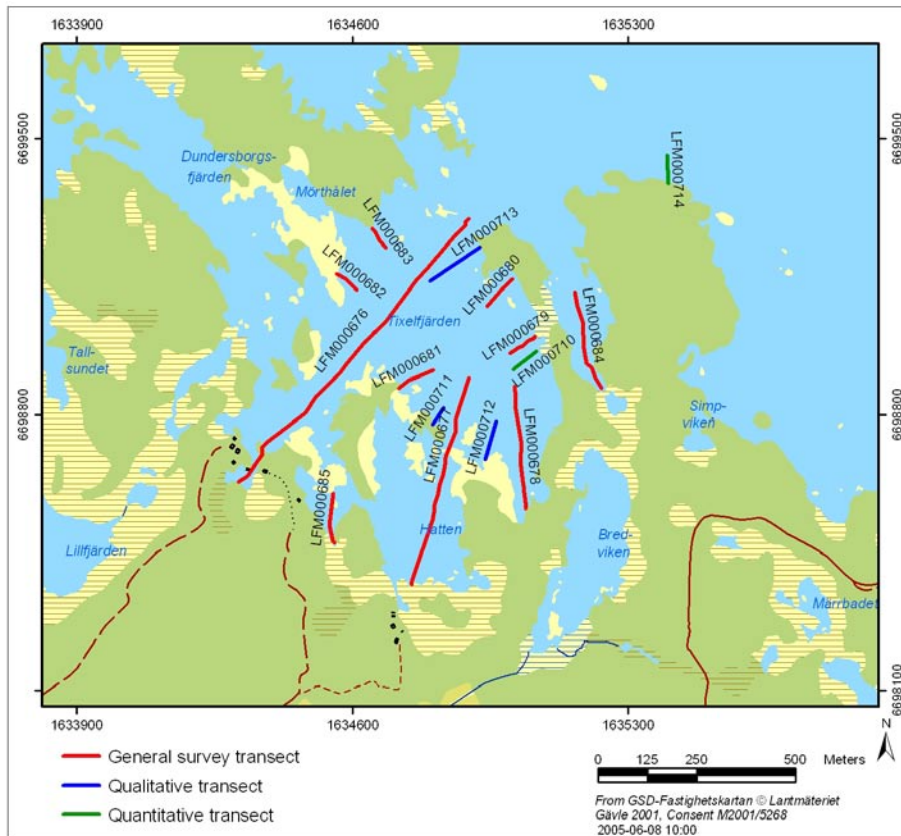 1633900
1634600
1635300
6699500
6699500
Dundersborgs-
fjärden
Mörthålet
LFM000714
LFM000683
LFM000713
LFM000682
LFM000680
LFM000676
Tixelfjärden
LFM000679
LFM000684
Tall-
sundet
LFM000681
LFM000710
LFM000711
6698800
6698800
Simp-
viken
LFM000677
LFM000712
LFM000678
LFM000685
Hatten
Bred-
viken
Lillfjärden
Märrbadet
6698100
6698100
1633900
1634600
1635300
N
General survey transect
Qualitative transect
Quantitative transect
0 125 250 500 Meters
From GSD-Fastighetskartan © Lantmäteriet
Gävle 2001, Consent M2001/5268
2005-06-08 10:00